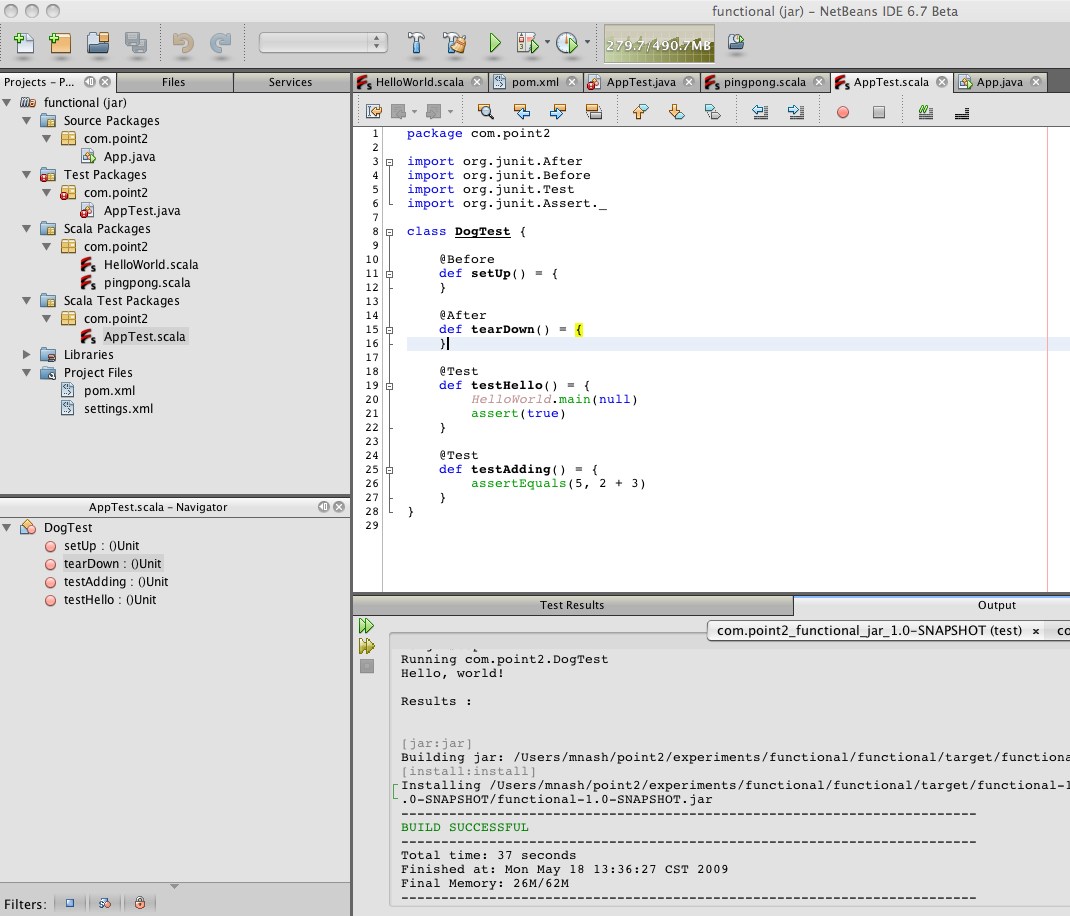 functional (jar) – NetBeans IDE 6.7 Beta
279.7/490.7MB
Projects – P...
Files
Services
HelloWorld.scala
pom.xml
AppTest.java
pingpong.scala
AppTest.scala
App.java
functional (jar)
Source Packages
com.point2
App.java
Test Packages
com.point2
AppTest.java
Scala Packages
com.point2
HelloWorld.scala
pingpong.scala
Scala Test Packages
com.point2
AppTest.scala
Libraries
Project Files
pom.xml
settings.xml
AppTest.scala – Navigator
DogTest
setUp : ()Unit
tearDown : ()Unit
testAdding : ()Unit
testHello : ()Unit
Filters:
1 package com.point2
2
3 import org.junit.After
4 import org.junit.Before
5 import org.junit.Test
6 import org.junit.Assert._
7
8 class DogTest {
9
10 @Before
11 def setUp() = {
12 }
13
14 @After
15 def tearDown() = {
16 }
17
18 @Test
19 def testHello() = {
20 HelloWorld.main(null)
21 assert(true)
22 }
23
24 @Test
25 def testAdding() = {
26 assertEquals(5, 2 + 3)
27 }
28 }
29
Test Results
Output
com.point2_functional_jar_1.0-SNAPSHOT (test) × co
Running com.point2.DogTest
Hello, world!
Results :
[jar:jar]
Building jar: /Users/mnash/point2/experiments/functional/functional/target/functiona
[install:install]
Installing /Users/mnash/point2/experiments/functional/functional/target/functional-1
.0-SNAPSHOT/functional-1.0-SNAPSHOT.jar
------------------------------------------------------------------------
BUILD SUCCESSFUL
------------------------------------------------------------------------
Total time: 37 seconds
Finished at: Mon May 18 13:36:27 CST 2009
Final Memory: 26M/62M
------------------------------------------------------------------------